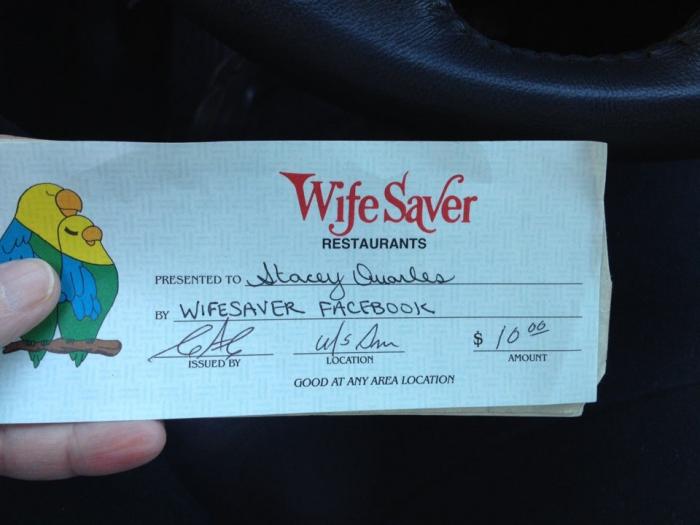 Wife Saver
RESTAURANTS
PRESENTED TO Stacey Quarles
BY WIFESAVER FACEBOOK
$ 10 00
ISSUED BY
LOCATION
AMOUNT
GOOD AT ANY AREA LOCATION